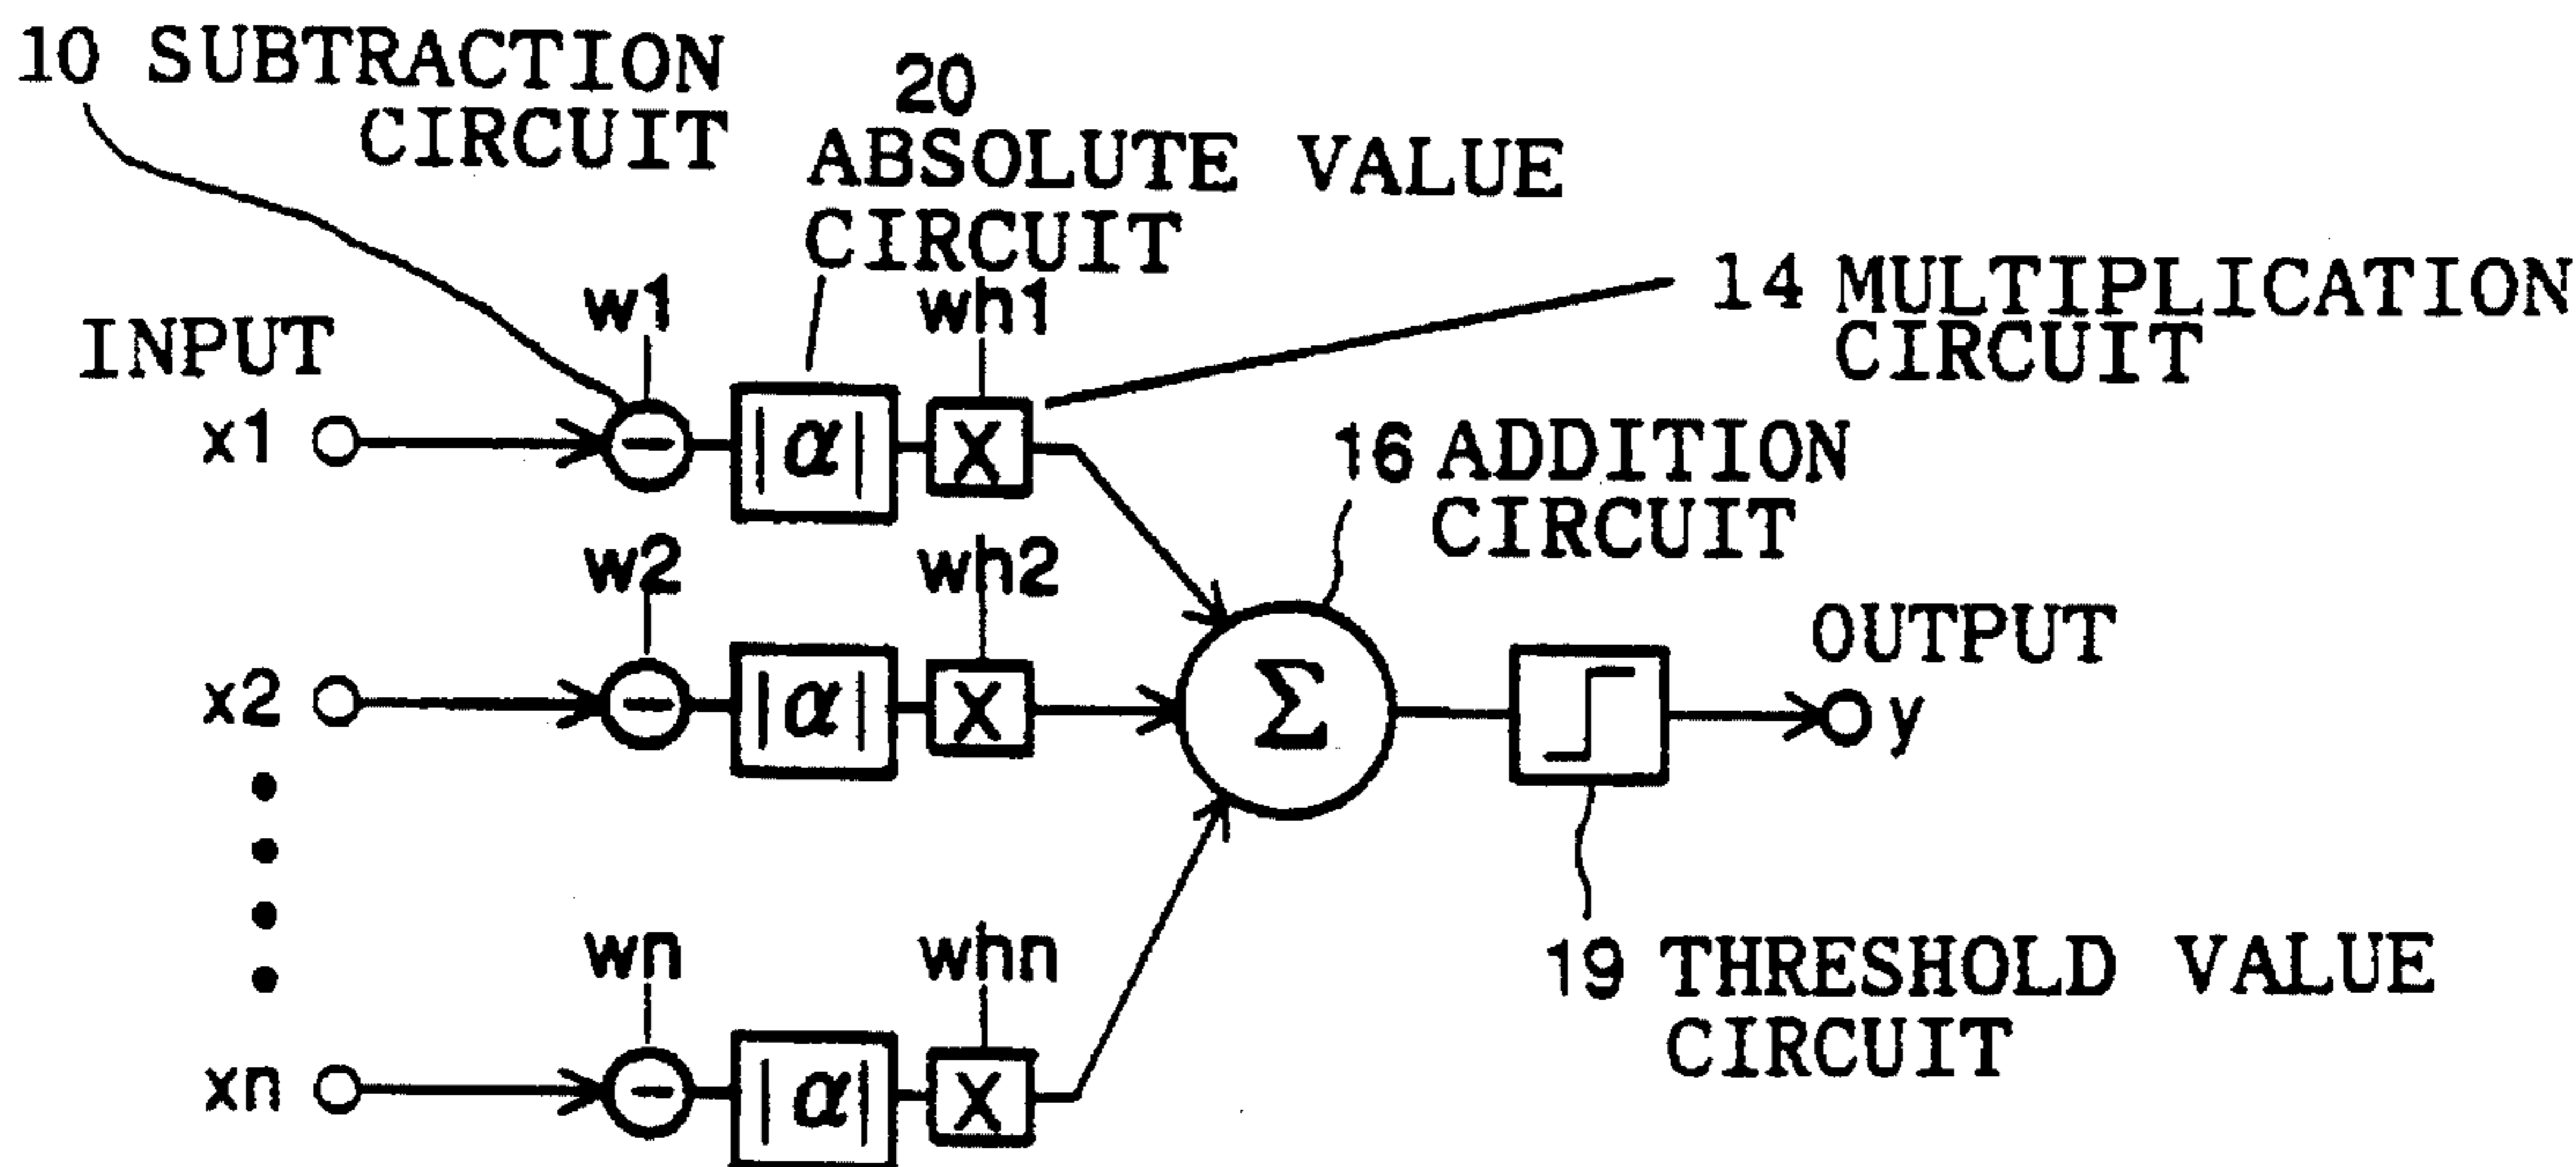 10 SUBTRACTION
CIRCUIT
20
ABSOLUTE VALUE
CIRCUIT
14 MULTIPLICATION
CIRCUIT
INPUT
w1
wh1
x1
−
|α|
X
16 ADDITION
CIRCUIT
w2
wh2
x2
−
|α|
X
Σ
OUTPUT
y
19 THRESHOLD VALUE
CIRCUIT
wn
whn
xn
−
|α|
X